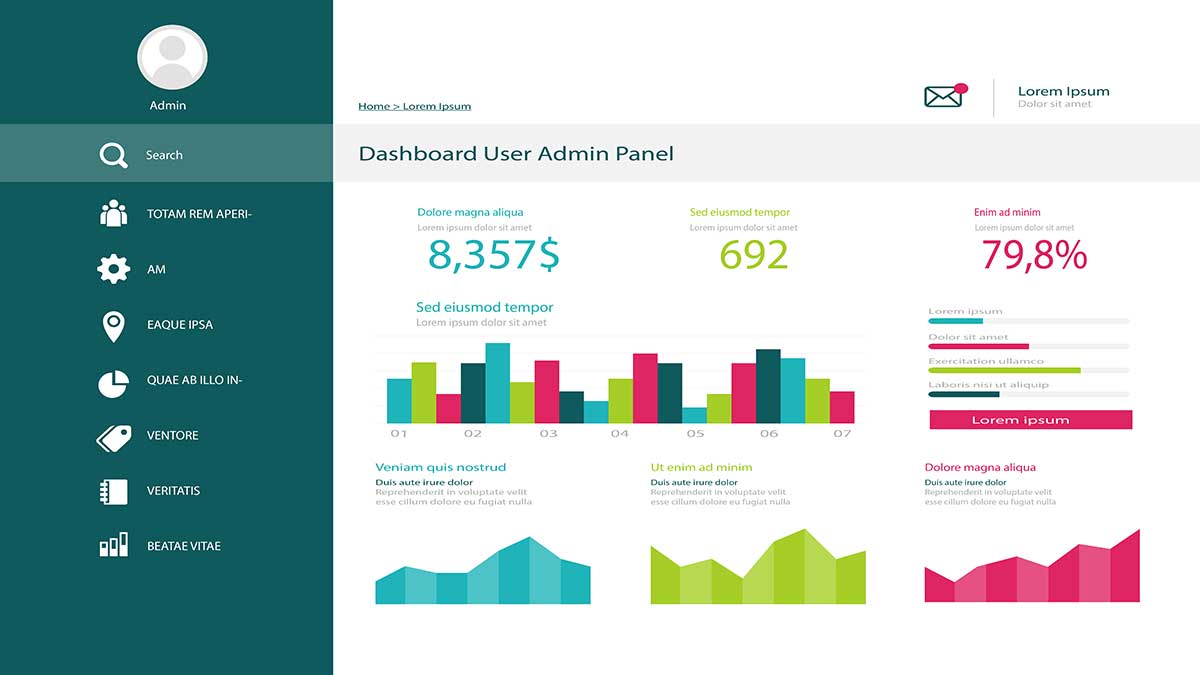 Admin
Search
TOTAM REM APERI-
AM
EAQUE IPSA
QUAE AB ILLO IN-
VENTORE
VERITATIS
BEATAE VITAE
Home > Lorem Ipsum
Lorem Ipsum
Dolor sit amet
Dashboard User Admin Panel
Dolore magna aliqua
Lorem ipsum dolor sit amet
8,357$
Sed eiusmod tempor
Lorem ipsum dolor sit amet
692
Enim ad minim
Lorem ipsum dolor sit amet
79,8%
Sed eiusmod tempor
Lorem ipsum dolor sit amet
01 02 03 04 05 06 07
Lorem ipsum
Dolor sit amet
Exercitation ullamco
Laboris nisi ut aliquip
Lorem ipsum
Veniam quis nostrud
Duis aute irure dolor
Reprehenderit in voluptate velit
esse cillum dolore eu fugiat nulla
Ut enim ad minim
Duis aute irure dolor
Reprehenderit in voluptate velit
esse cillum dolore eu fugiat nulla
Dolore magna aliqua
Duis aute irure dolor
Reprehenderit in voluptate velit
esse cillum dolore eu fugiat nulla